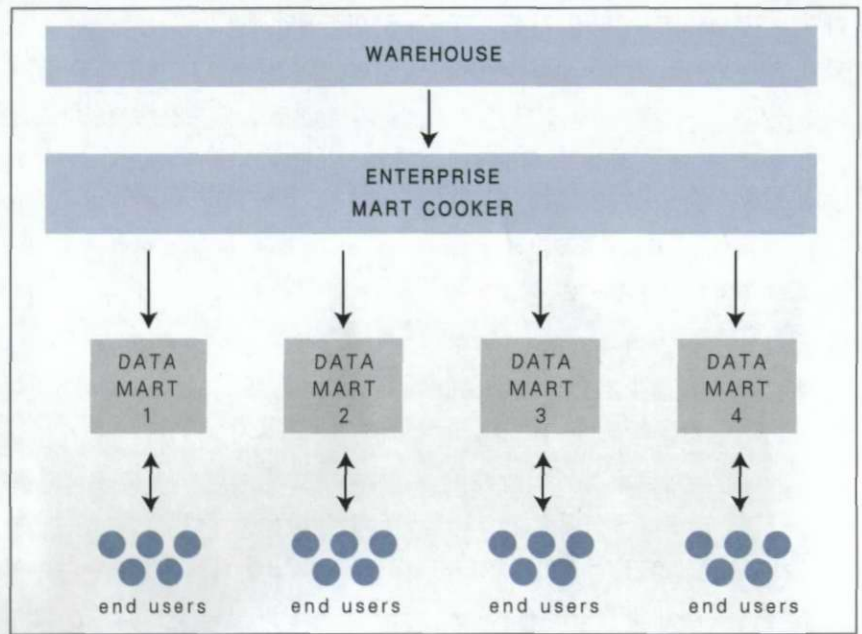 WAREHOUSE
ENTERPRISE
MART COOKER
DATA
MART
1
DATA
MART
2
DATA
MART
3
DATA
MART
4
end users
end users
end users
end users